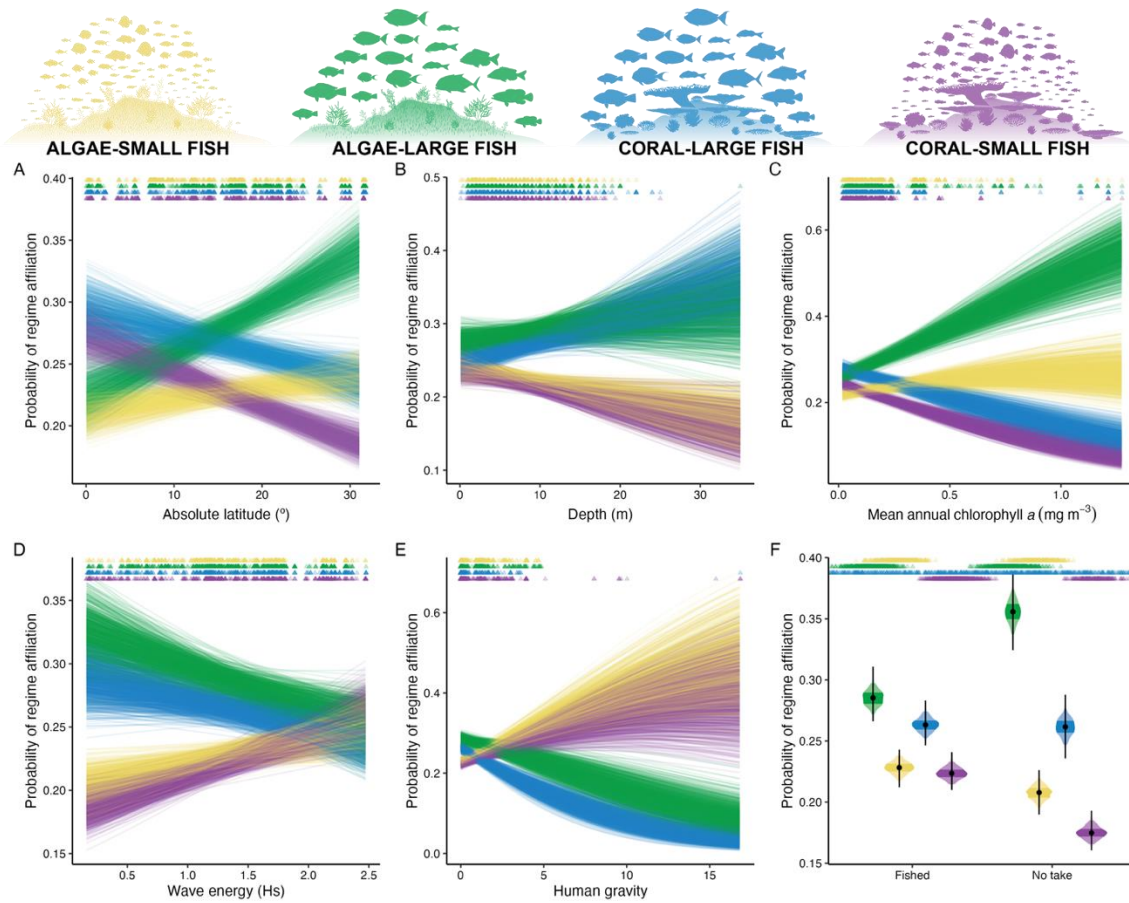 ALGAE-SMALL FISH
ALGAE-LARGE FISH
CORAL-LARGE FISH
CORAL-SMALL FISH
A
0.40
0.35
0.30
0.25
0.20
Probability of regime affiliation
0
10
20
30
Absolute latitude (º)
B
0.5
0.4
0.3
0.2
0.1
Probability of regime affiliation
0
10
20
30
Depth (m)
C
0.6
0.4
0.2
Probability of regime affiliation
0.0
0.5
1.0
Mean annual chlorophyll a (mg m⁻³)
D
0.35
0.30
0.25
0.20
0.15
Probability of regime affiliation
0.5
1.0
1.5
2.0
2.5
Wave energy (Hs)
E
0.6
0.4
0.2
0.0
Probability of regime affiliation
0
5
10
15
Human gravity
F
0.40
0.35
0.30
0.25
0.20
0.15
Probability of regime affiliation
Fished
No take